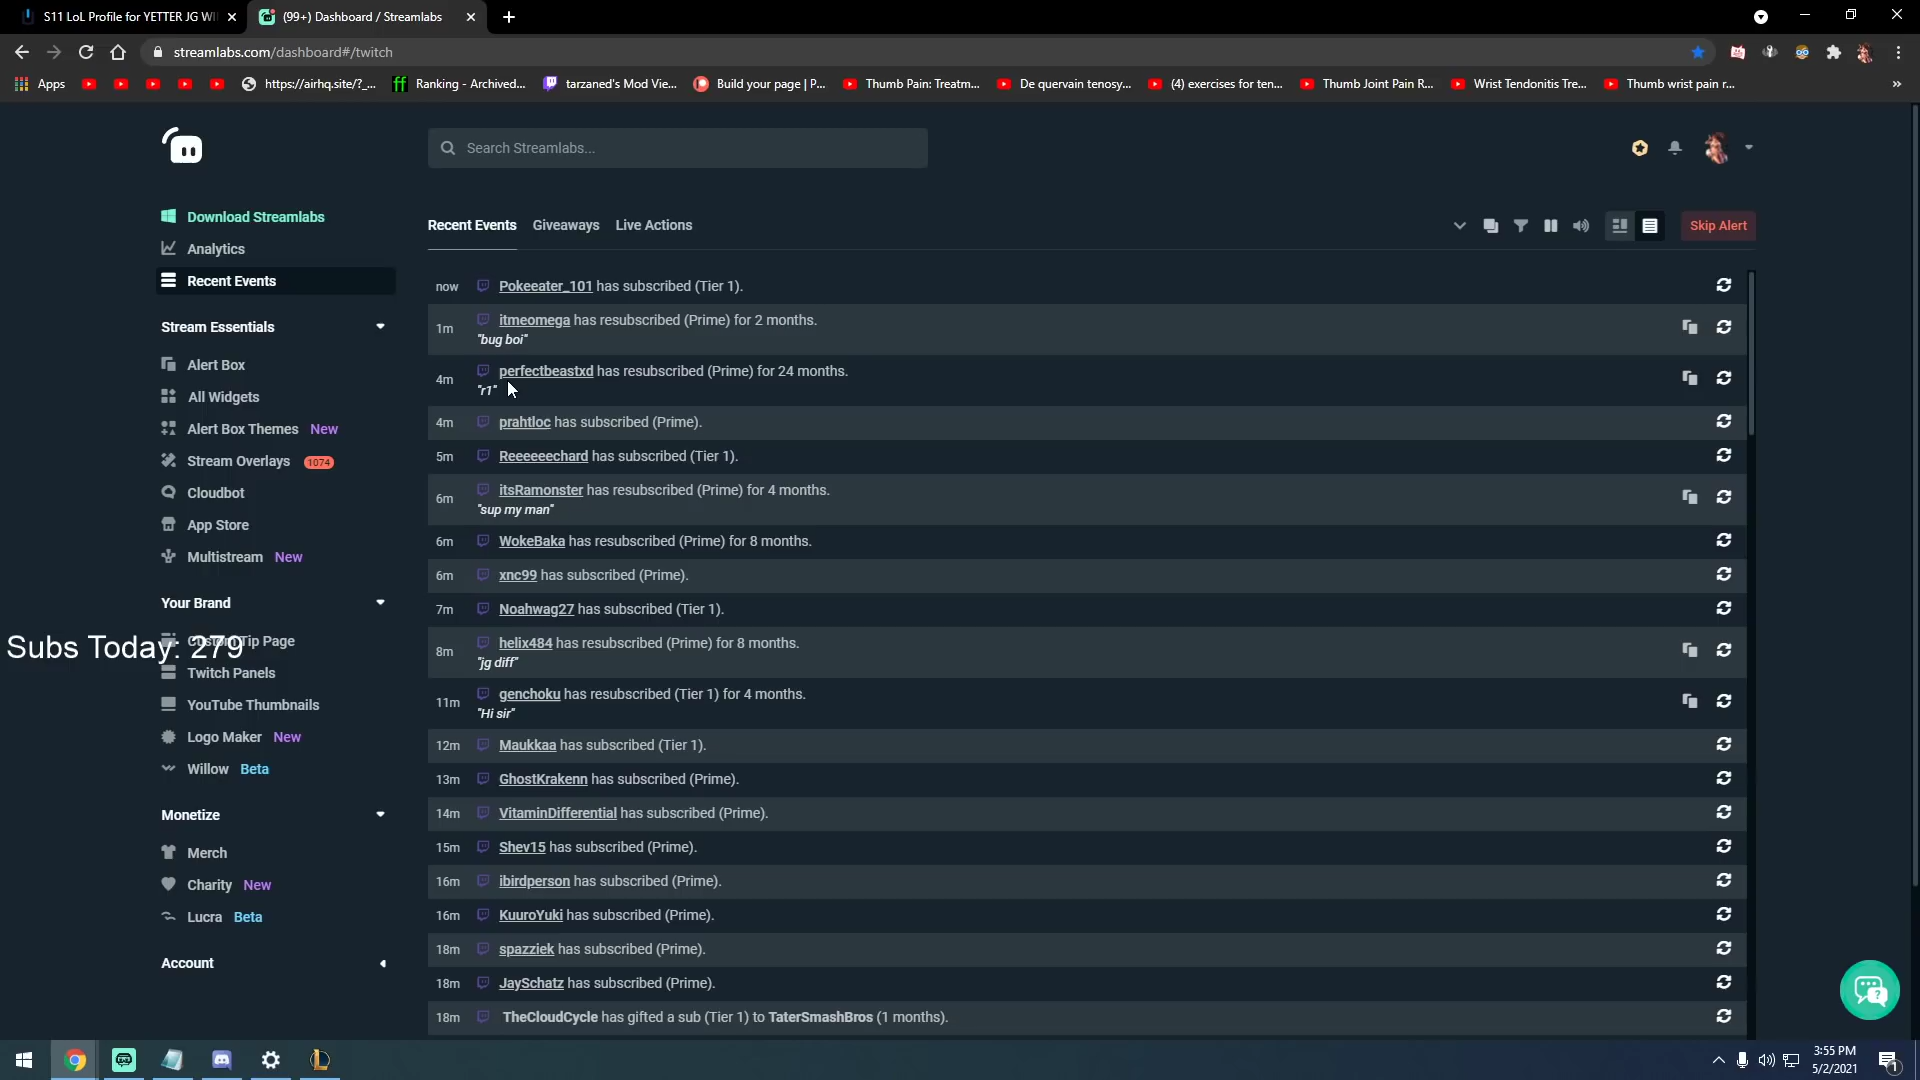 S11 LoL Profile for YETTER JG WI
(99+) Dashboard / Streamlabs
streamlabs.com/dashboard#/twitch
Apps
https://airhq.site/?_...
ff
Ranking - Archived...
tarzaned's Mod Vie...
Build your page | P...
Thumb Pain: Treatm...
De quervain tenosy...
(4) exercises for ten...
Thumb Joint Pain R...
Wrist Tendonitis Tre...
Thumb wrist pain r...
Search Streamlabs...
Download Streamlabs
Analytics
Recent Events
Stream Essentials
Alert Box
All Widgets
Alert Box Themes New
Stream Overlays 1074
Cloudbot
App Store
Multistream New
Your Brand
Custom Tip Page
Subs Today: 279
Twitch Panels
YouTube Thumbnails
Logo Maker New
Willow Beta
Monetize
Merch
Charity New
Lucra Beta
Account
Recent Events
Giveaways
Live Actions
Skip Alert
now Pokeeater_101 has subscribed (Tier 1).
1m itmeomega has resubscribed (Prime) for 2 months.
"bug boi"
4m perfectbeastxd has resubscribed (Prime) for 24 months.
"r1"
4m prahtloc has subscribed (Prime).
5m Reeeeeechard has subscribed (Tier 1).
6m itsRamonster has resubscribed (Prime) for 4 months.
"sup my man"
6m WokeBaka has resubscribed (Prime) for 8 months.
6m xnc99 has subscribed (Prime).
7m Noahwag27 has subscribed (Tier 1).
8m helix484 has resubscribed (Prime) for 8 months.
"jg diff"
11m genchoku has resubscribed (Tier 1) for 4 months.
"Hi sir"
12m Maukkaa has subscribed (Tier 1).
13m GhostKrakenn has subscribed (Prime).
14m VitaminDifferential has subscribed (Prime).
15m Shev15 has subscribed (Prime).
16m ibirdperson has subscribed (Prime).
16m KuuroYuki has subscribed (Prime).
18m spazziek has subscribed (Prime).
18m JaySchatz has subscribed (Prime).
18m TheCloudCycle has gifted a sub (Tier 1) to TaterSmashBros (1 months).
3:55 PM
5/2/2021
1